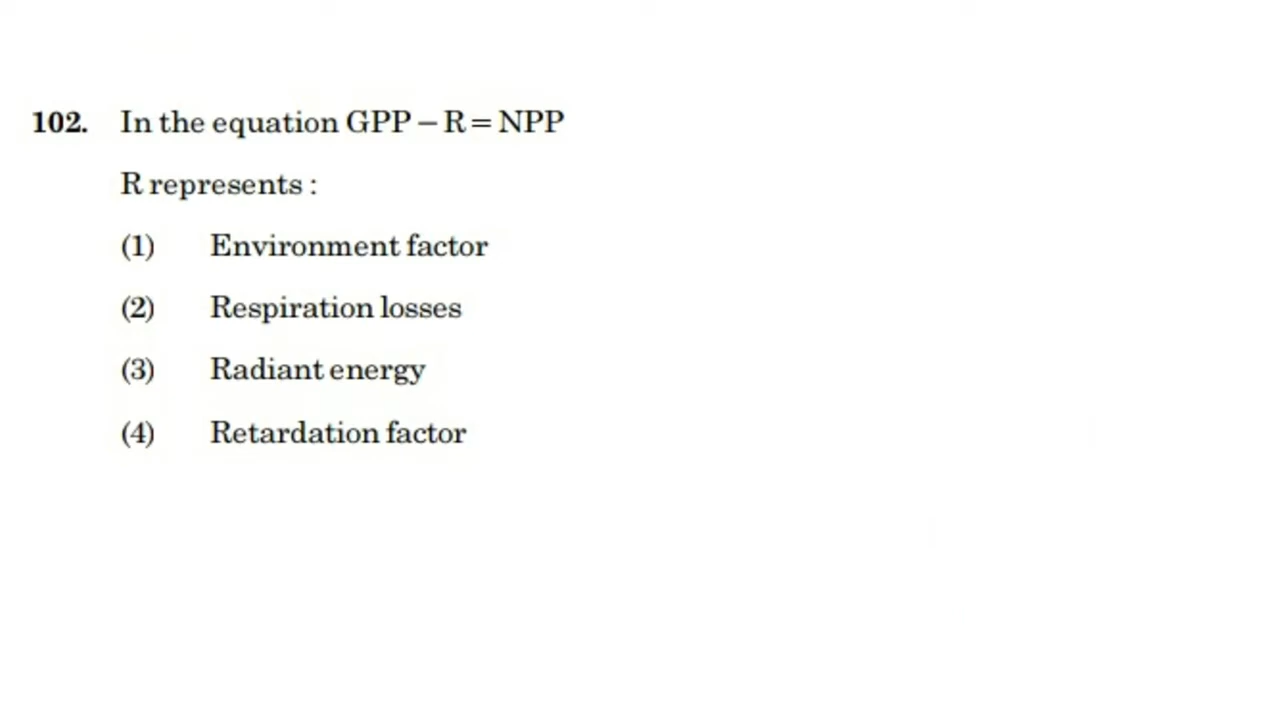 102. In the equation GPP – R = NPP
R represents :
(1) Environment factor
(2) Respiration losses
(3) Radiant energy
(4) Retardation factor